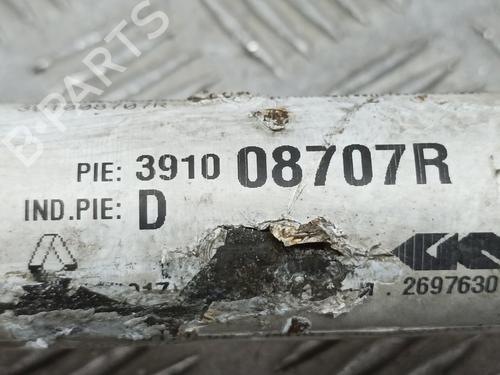 B-PARTS
PIE: 3910 08707R
IND.PIE: D
. 2697630